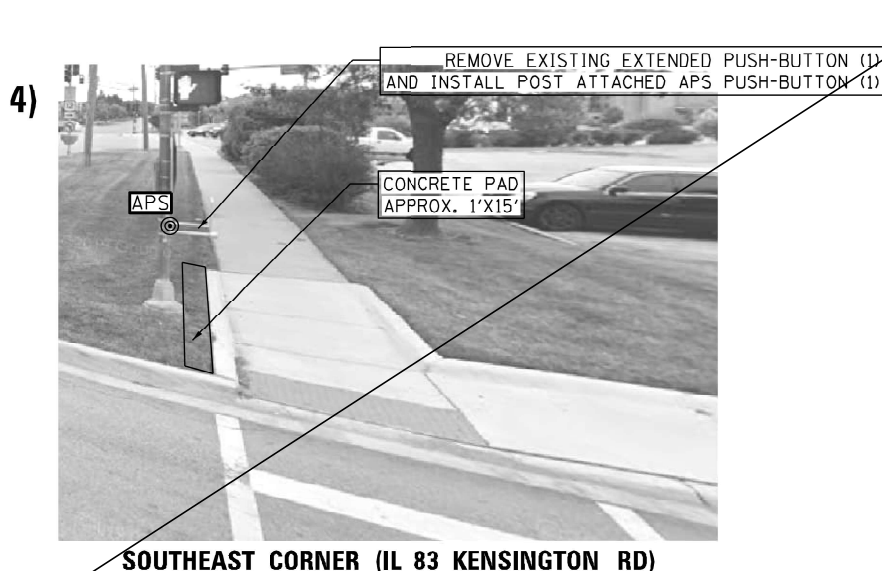 REMOVE EXISTING EXTENDED PUSH-BUTTON (1)
AND INSTALL POST ATTACHED APS PUSH-BUTTON (1)
4)
CONCRETE PAD
APPROX. 1'X15'
APS
SOUTHEAST CORNER (IL 83 KENSINGTON RD)